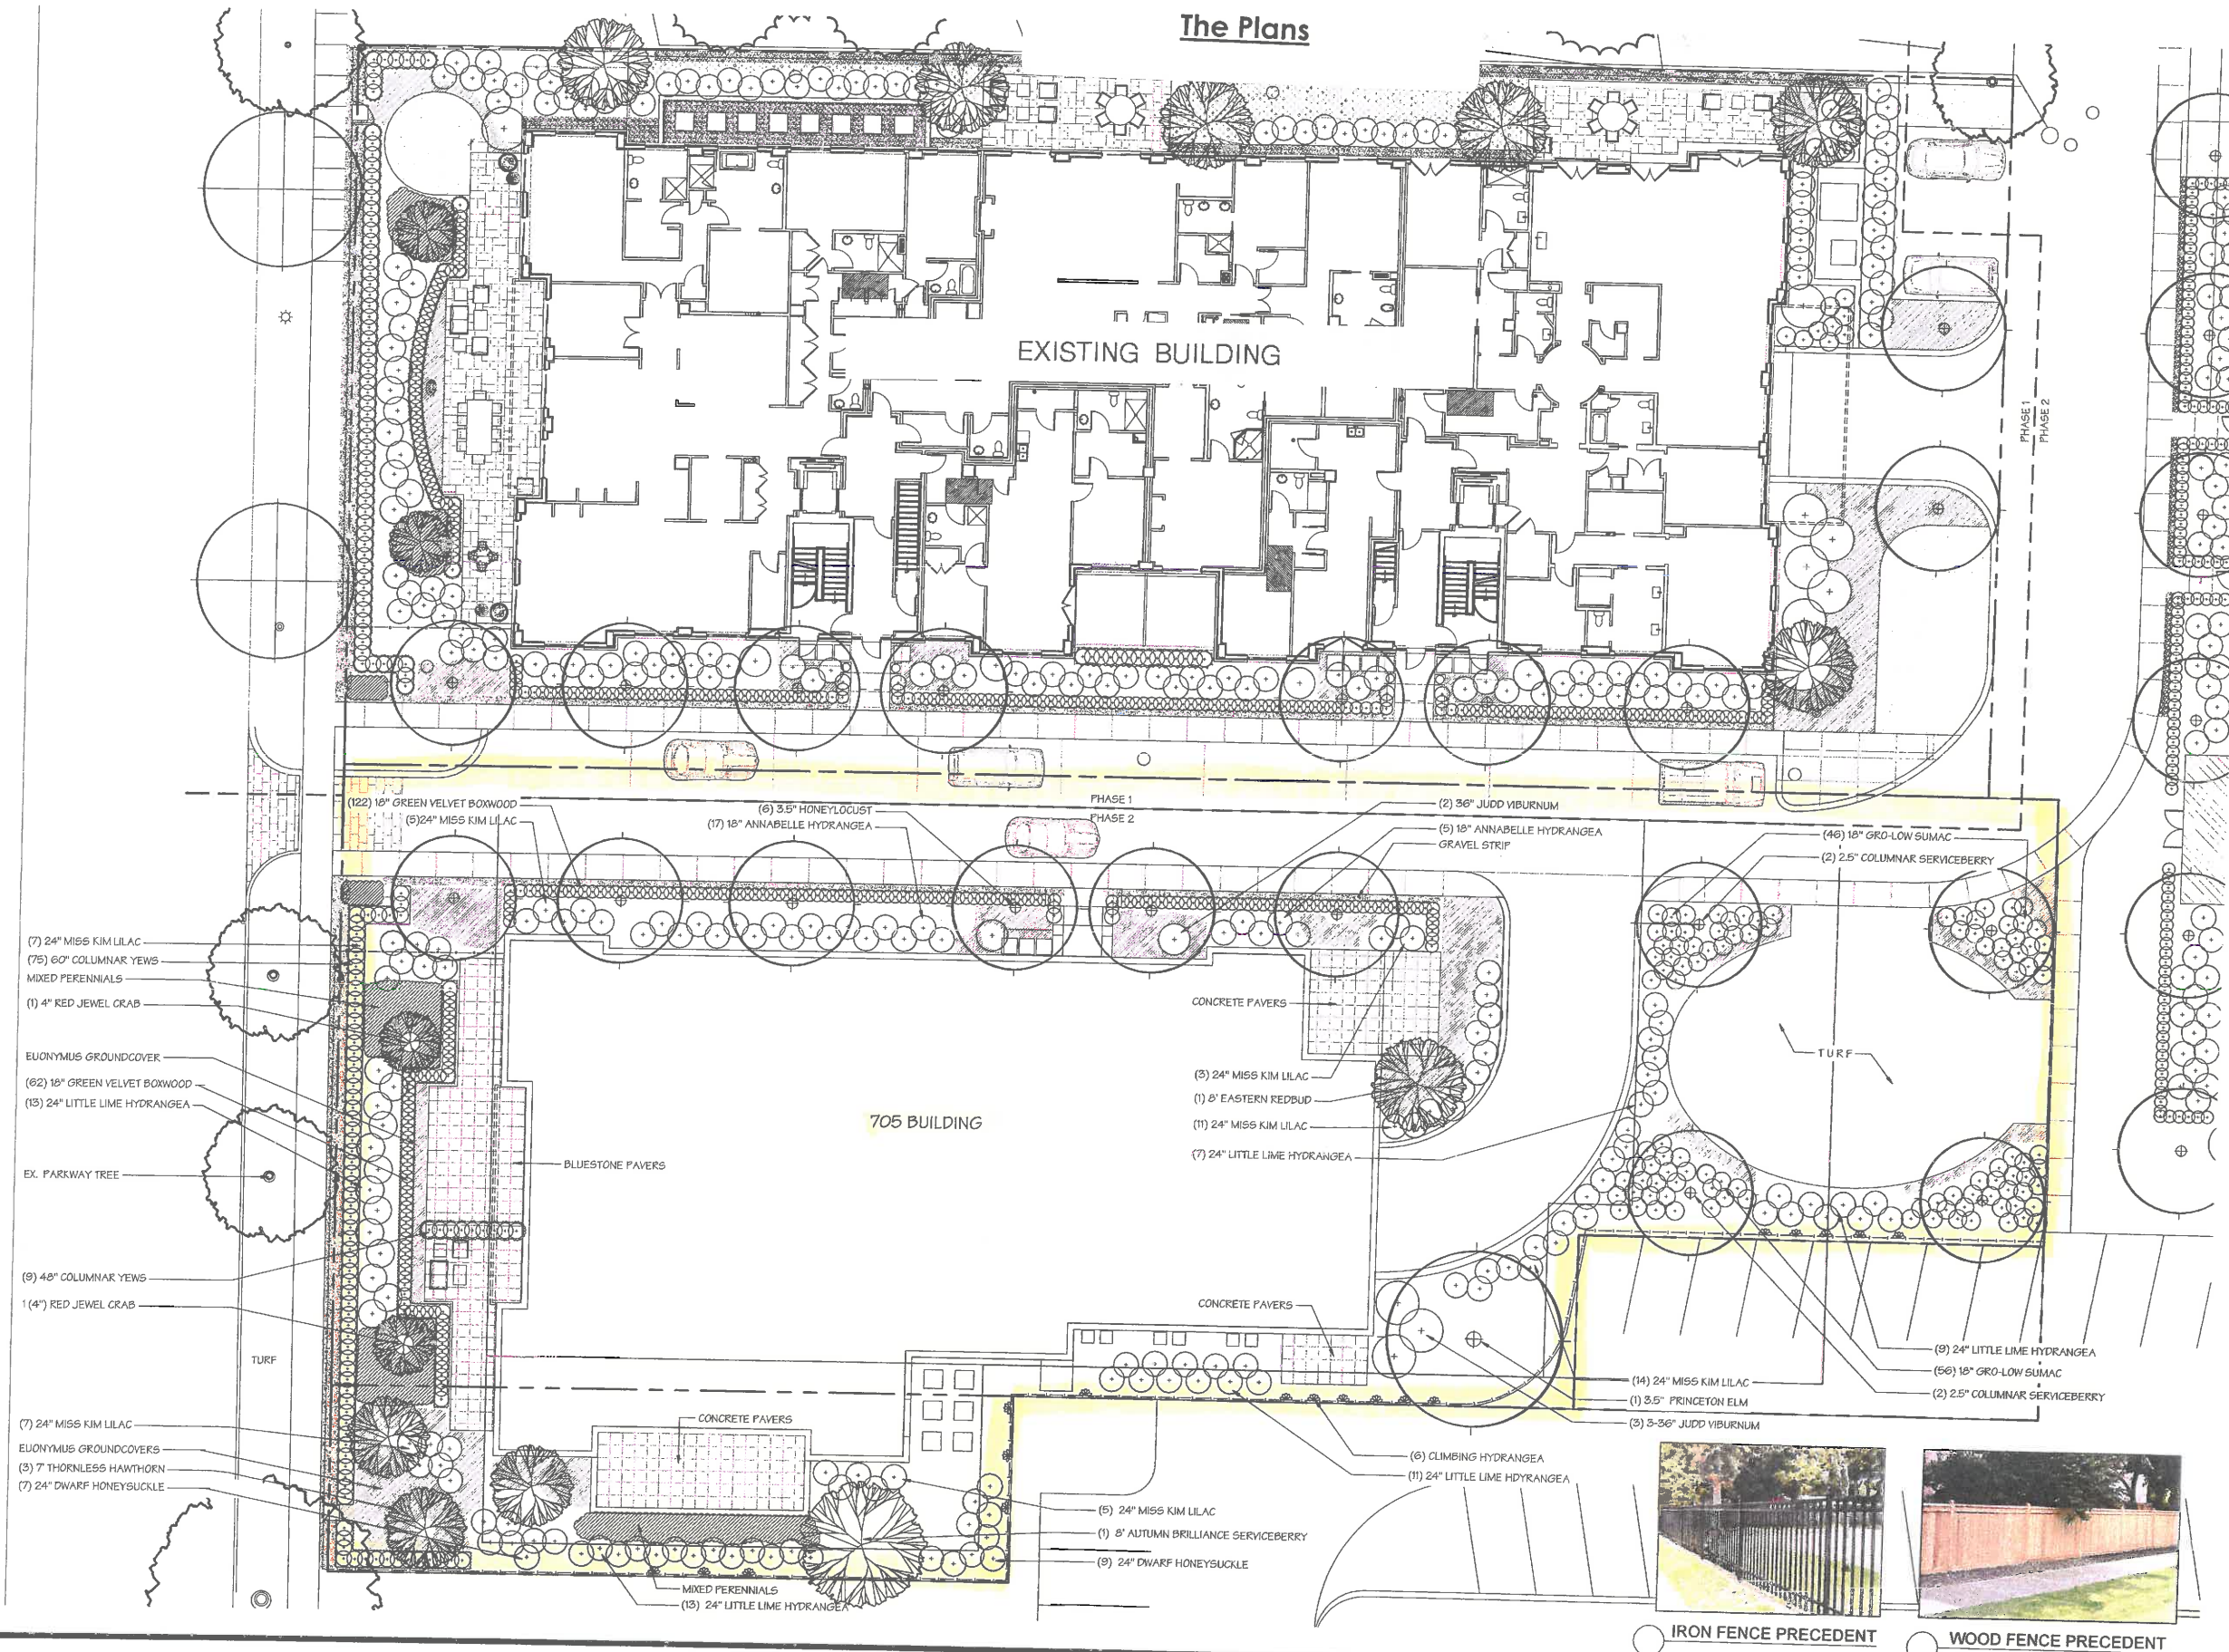 The Plans
EXISTING BUILDING
PHASE 1
PHASE 2
PHASE 1
PHASE 2
(122) 18" GREEN VELVET BOXWOOD
(5)24" MISS KIM LILAC
(6) 3.5" HONEYLOCUST
(17) 18" ANNABELLE HYDRANGEA
(2) 36" JUDD VIBURNUM
(5) 18" ANNABELLE HYDRANGEA
GRAVEL STRIP
(46) 18" GRO-LOW SUMAC
(2) 2.5" COLUMNAR SERVICEBERRY
(7) 24" MISS KIM LILAC
(75) 60" COLUMNAR YEWS
MIXED PERENNIALS
(1) 4" RED JEWEL CRAB
EUONYMUS GROUNDCOVER
(62) 18" GREEN VELVET BOXWOOD
(13) 24" LITTLE LIME HYDRANGEA
EX. PARKWAY TREE
(9) 48" COLUMNAR YEWS
1 (4") RED JEWEL CRAB
TURF
(7) 24" MISS KIM LILAC
EUONYMUS GROUNDCOVERS
(3) 7' THORNLESS HAWTHORN
(7) 24" DWARF HONEYSUCKLE
BLUESTONE PAVERS
705 BUILDING
CONCRETE PAVERS
(3) 24" MISS KIM LILAC
(1) 8' EASTERN REDBUD
(11) 24" MISS KIM LILAC
(7) 24" LITTLE LIME HYDRANGEA
TURF
CONCRETE PAVERS
CONCRETE PAVERS
(9) 24" LITTLE LIME HYDRANGEA
(56) 18" GRO-LOW SUMAC
(2) 2.5" COLUMNAR SERVICEBERRY
(14) 24" MISS KIM LILAC
(1) 3.5" PRINCETON ELM
(3) 3-36" JUDD VIBURNUM
(6) CLIMBING HYDRANGEA
(11) 24" LITTLE LIME HDYRANGEA
(5) 24" MISS KIM LILAC
(1) 8' AUTUMN BRILLIANCE SERVICEBERRY
(9) 24" DWARF HONEYSUCKLE
MIXED PERENNIALS
(13) 24" LITTLE LIME HYDRANGEA
IRON FENCE PRECEDENT
WOOD FENCE PRECEDENT